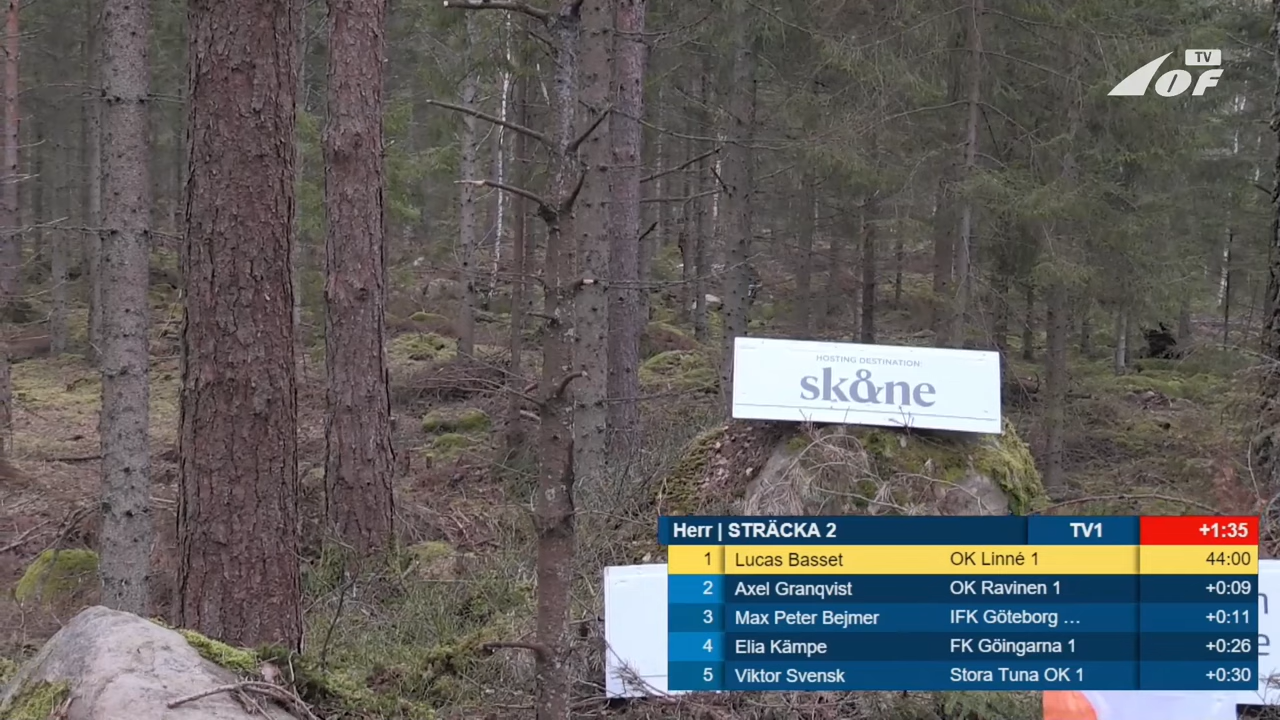 TV
OF
HOSTING DESTINATION:
sk&ne
Herr | STRÄCKA 2 TV1 +1:35
1 Lucas Basset OK Linné 1 44:00
2 Axel Granqvist OK Ravinen 1 +0:09
3 Max Peter Bejmer IFK Göteborg ... +0:11
4 Elia Kämpe FK Göingarna 1 +0:26
5 Viktor Svensk Stora Tuna OK 1 +0:30